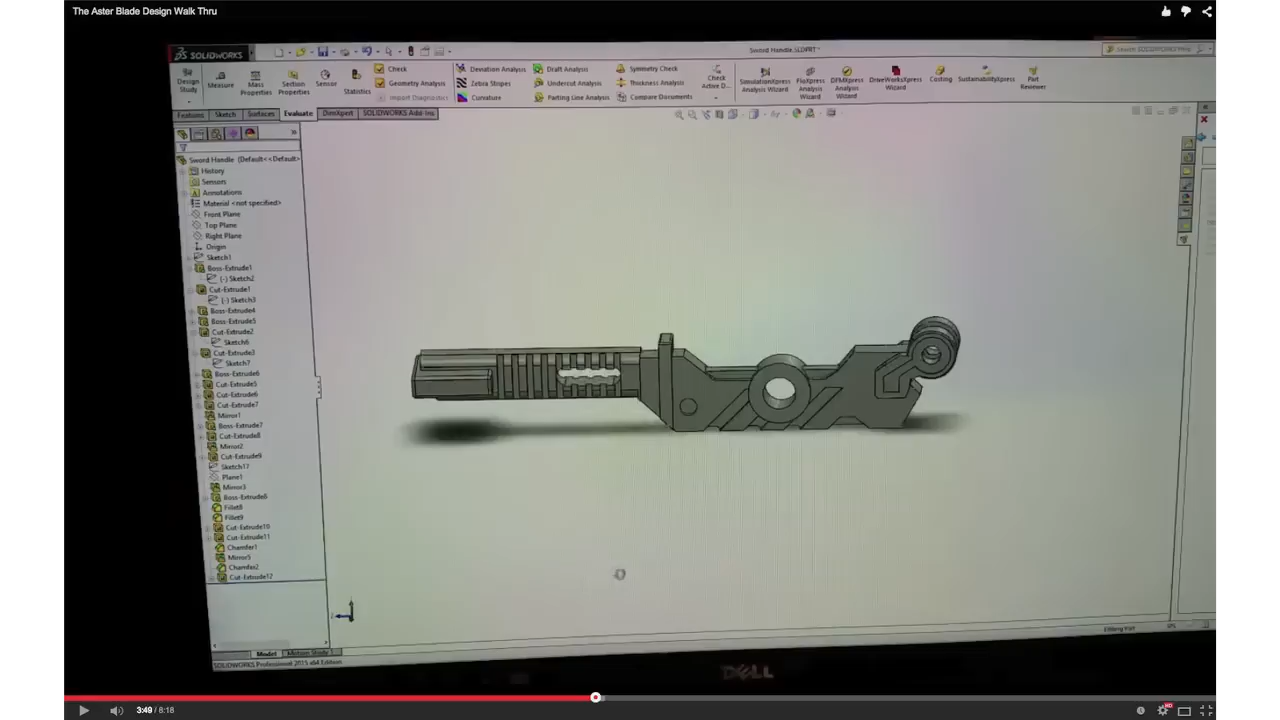 The Aster Blade Design Walk Thru
SOLIDWORKS
Sword Handle.SLDPRT *
Design Study
Measure
Mass Properties
Section Properties
Sensor
Statistics
Check
Geometry Analysis
Import Diagnostics
Deviation Analysis
Zebra Stripes
Curvature
Draft Analysis
Undercut Analysis
Parting Line Analysis
Symmetry Check
Thickness Analysis
Compare Documents
Check Active D...
SimulationXpress Analysis Wizard
FloXpress Analysis Wizard
DFMXpress Analysis Wizard
DriveWorksXpress Wizard
Costing
SustainabilityXpress
Part Reviewer
Features Sketch Surfaces Evaluate DimXpert SOLIDWORKS Add-Ins
Sword Handle (Default<<Default>
History
Sensors
Annotations
Material <not specified>
Front Plane
Top Plane
Right Plane
Origin
Sketch1
Boss-Extrude1
(-) Sketch2
Cut-Extrude1
(-) Sketch3
Boss-Extrude4
Boss-Extrude5
Cut-Extrude2
Sketch6
Cut-Extrude3
Sketch7
Boss-Extrude6
Cut-Extrude5
Cut-Extrude6
Cut-Extrude7
Mirror1
Boss-Extrude7
Cut-Extrude8
Mirror2
Cut-Extrude9
Sketch17
Plane1
Mirror3
Boss-Extrude8
Fillet8
Fillet9
Cut-Extrude10
Cut-Extrude11
Chamfer1
Mirror5
Chamfer2
Cut-Extrude12
Model Motion Study 1
SOLIDWORKS Professional 2015 x64 Edition
Editing Part
DELL
3:49 / 8:18
HD